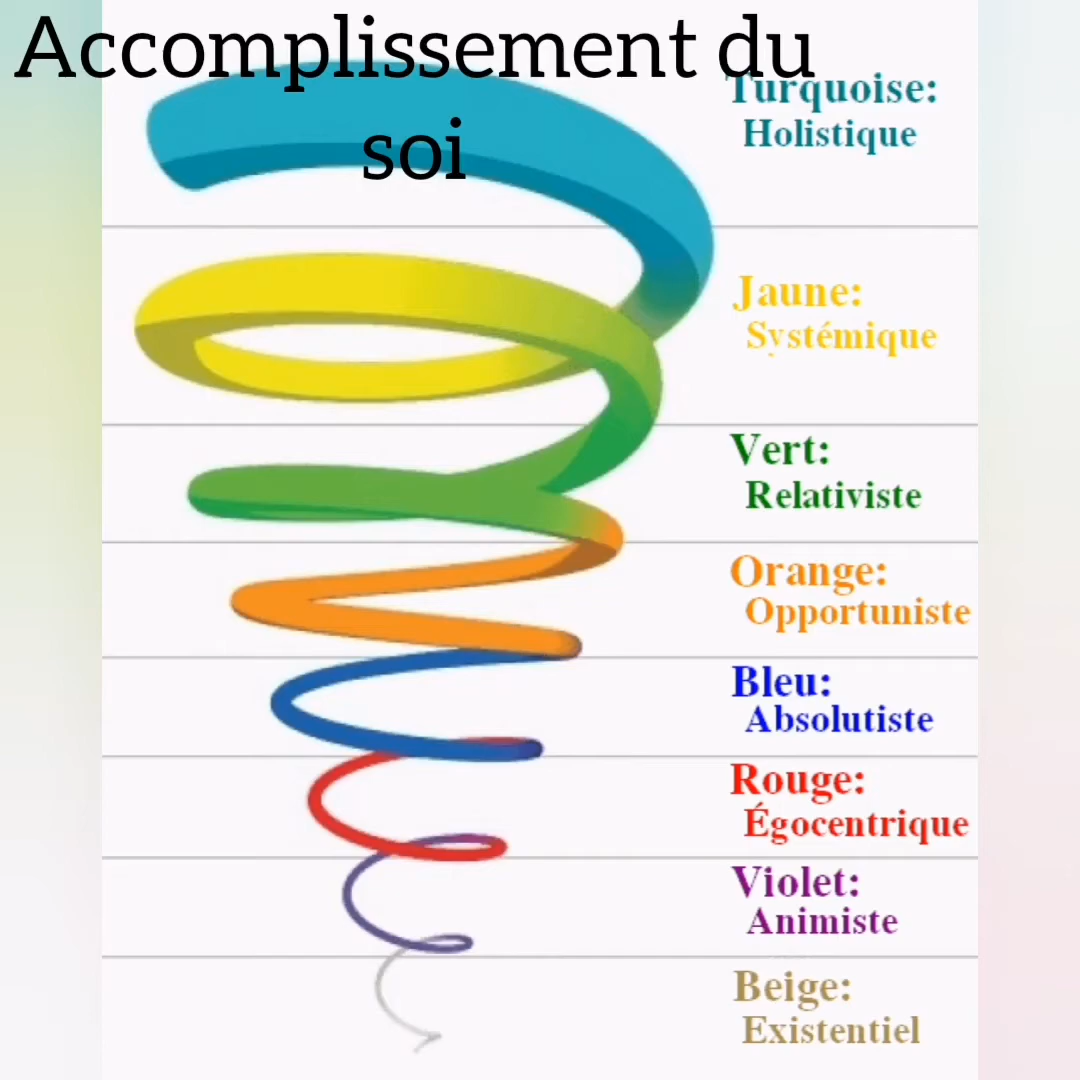 Accomplissement du
soi
Turquoise:
Holistique
Jaune:
Systémique
Vert:
Relativiste
Orange:
Opportuniste
Bleu:
Absolutiste
Rouge:
Égocentrique
Violet:
Animiste
Beige:
Existentiel